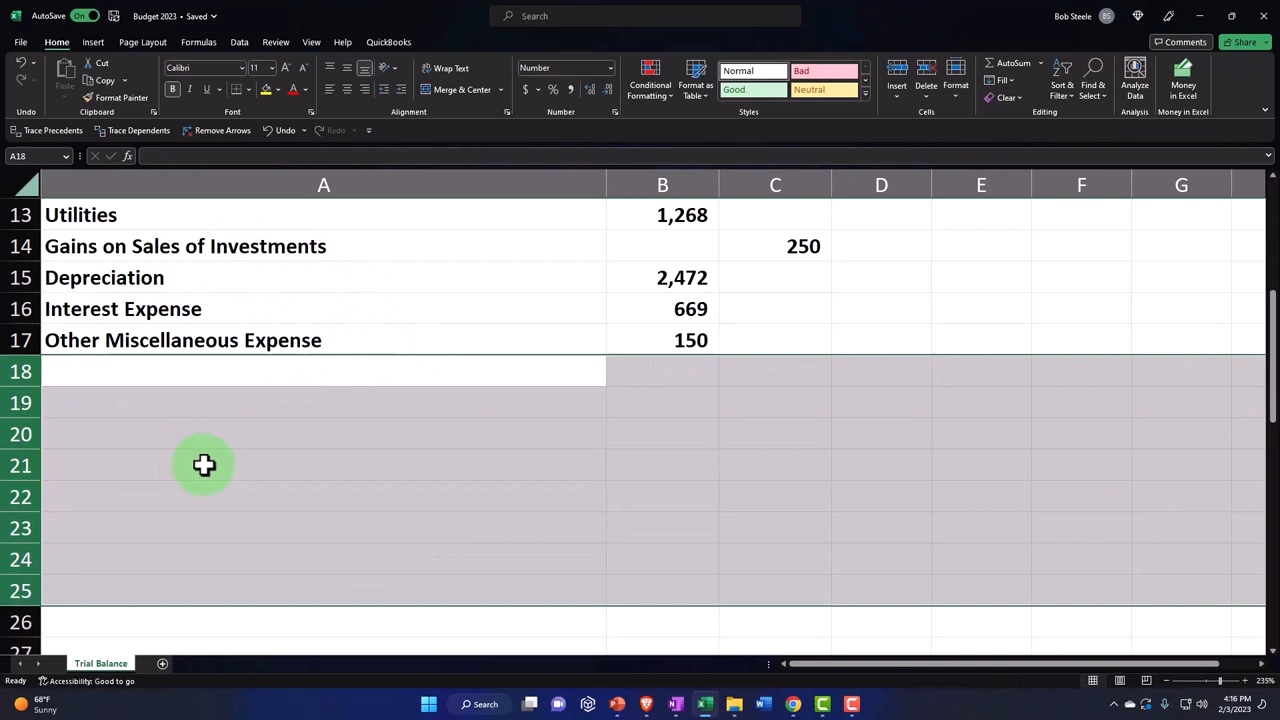 AutoSave On Budget 2023 • Saved Search Bob Steele BS
File Home Insert Page Layout Formulas Data Review View Help QuickBooks Comments Share
Paste Cut Copy Format Painter Calibri 11 B I U A Wrap Text Merge & Center Number $ % Conditional Formatting Format as Table Normal Bad Good Neutral Insert Delete Format AutoSum Fill Clear Sort & Filter Find & Select Analyze Data Money in Excel
Undo Clipboard Font Alignment Number Styles Cells Editing Analysis Money in Excel
Trace Precedents Trace Dependents Remove Arrows Undo Redo
A18 fx
A B C D E F G
13 Utilities 1,268
14 Gains on Sales of Investments 250
15 Depreciation 2,472
16 Interest Expense 669
17 Other Miscellaneous Expense 150
18
19
20
21
22
23
24
25
26
27
Trial Balance
Ready Accessibility: Good to go 235%
68°F Sunny Search 4:16 PM 2/3/2023